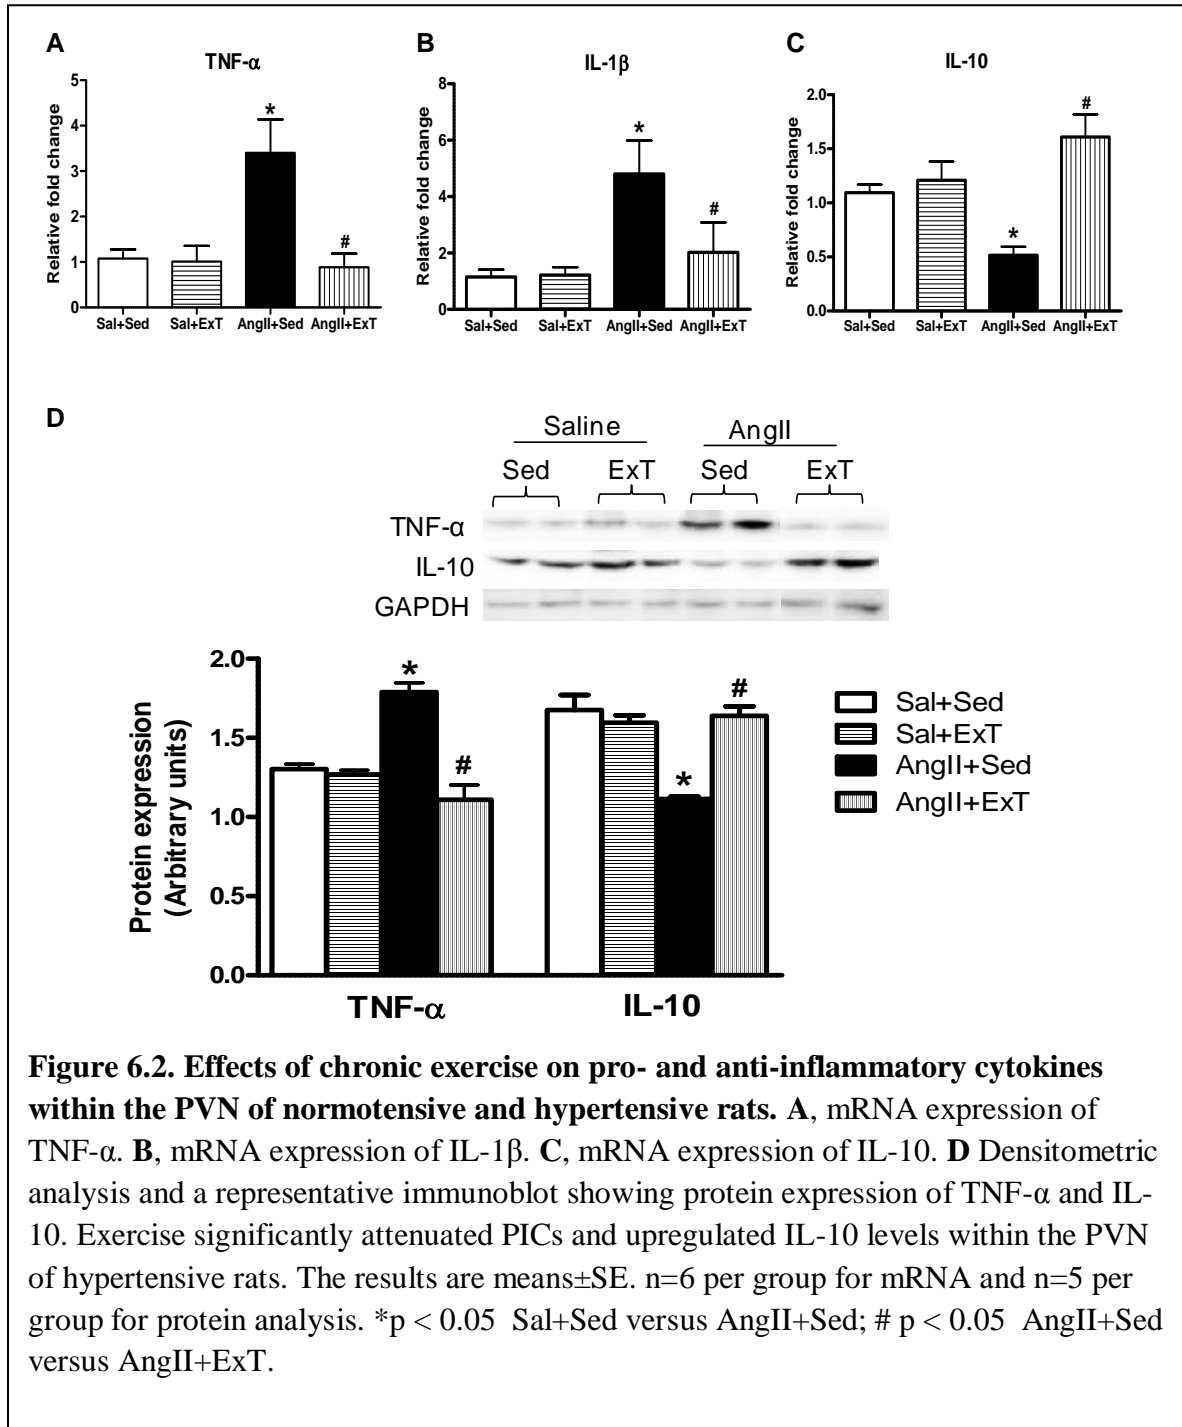 A
TNF-α
Relative fold change
5
4
3
2
1
0
*
#
Sal+Sed Sal+ExT AngII+Sed AngII+ExT
B
IL-1β
Relative fold change
8
6
4
2
0
*
#
Sal+Sed Sal+ExT AngII+Sed AngII+ExT
C
IL-10
Relative fold change
2.0
1.5
1.0
0.5
0.0
*
#
Sal+Sed Sal+ExT AngII+Sed AngII+ExT
D
Saline AngII
Sed ExT Sed ExT
TNF-α
IL-10
GAPDH
Protein expression
(Arbitrary units)
2.0
1.5
1.0
0.5
0.0
*
#
*
#
TNF-α IL-10
Sal+Sed
Sal+ExT
AngII+Sed
AngII+ExT
Figure 6.2. Effects of chronic exercise on pro- and anti-inflammatory cytokines
within the PVN of normotensive and hypertensive rats. A, mRNA expression of
TNF-α. B, mRNA expression of IL-1β. C, mRNA expression of IL-10. D Densitometric
analysis and a representative immunoblot showing protein expression of TNF-α and IL-
10. Exercise significantly attenuated PICs and upregulated IL-10 levels within the PVN
of hypertensive rats. The results are means±SE. n=6 per group for mRNA and n=5 per
group for protein analysis. *p < 0.05 Sal+Sed versus AngII+Sed; # p < 0.05 AngII+Sed
versus AngII+ExT.